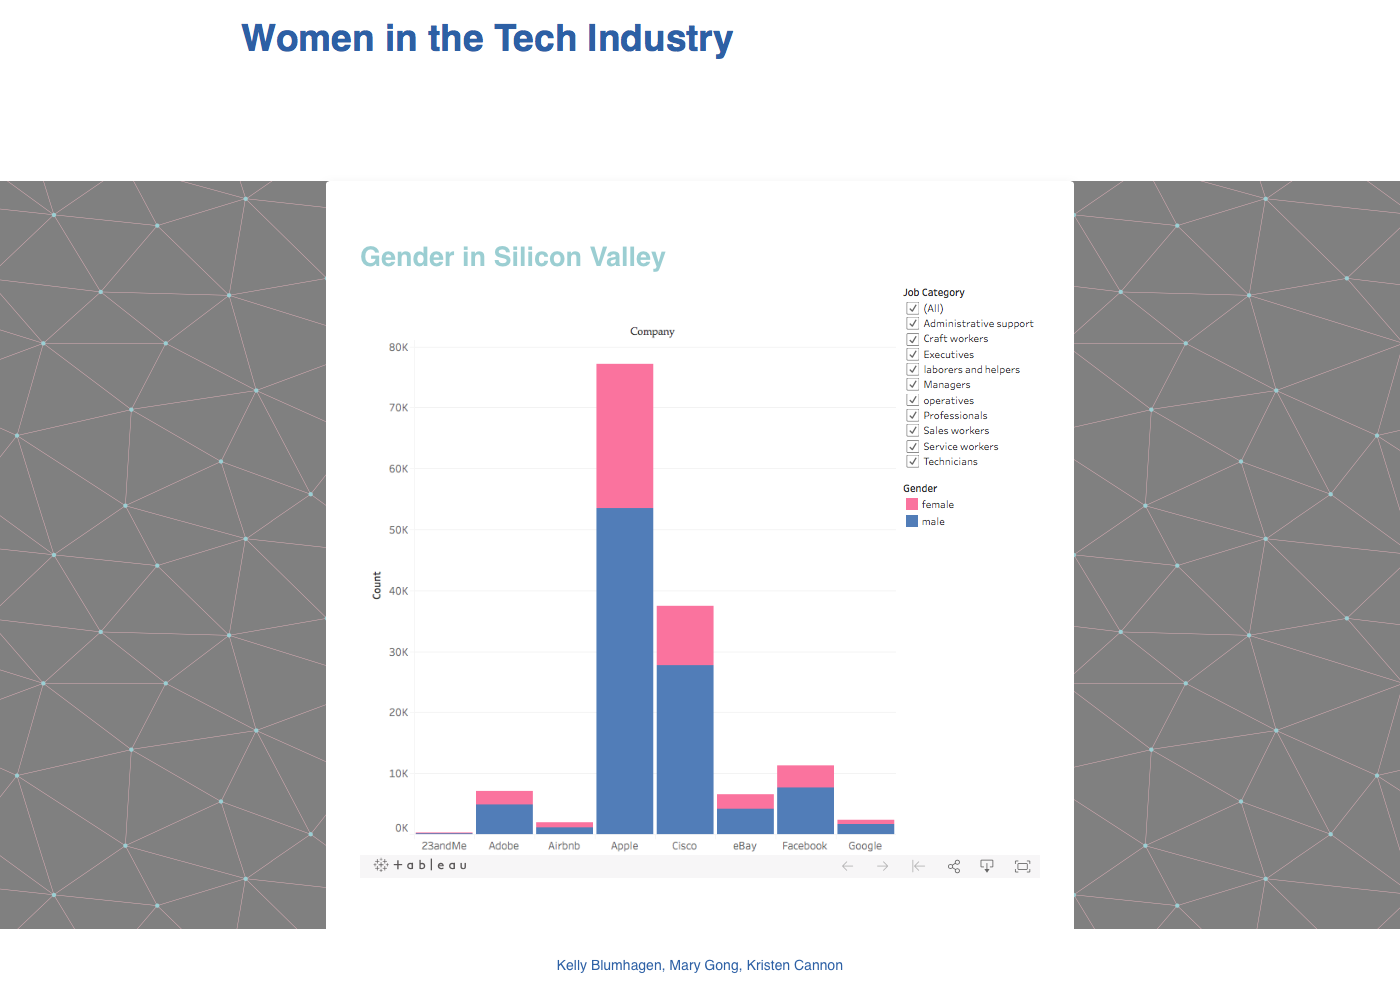 Women in the Tech Industry
Gender in Silicon Valley
Company
80K
70K
60K
50K
40K
30K
20K
10K
0K
Count
23andMe Adobe Airbnb Apple Cisco eBay Facebook Google
Job Category
(All)
Administrative support
Craft workers
Executives
laborers and helpers
Managers
operatives
Professionals
Sales workers
Service workers
Technicians
Gender
female
male
+ableau
Kelly Blumhagen, Mary Gong, Kristen Cannon